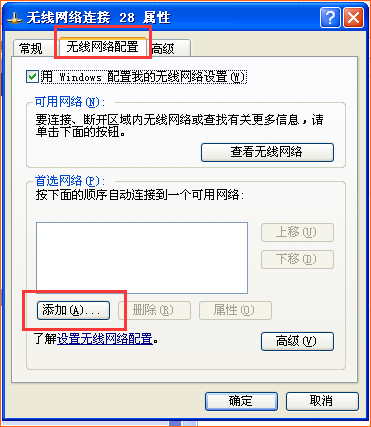 无线网络连接 28 属性
常规 无线网络配置 高级
用 Windows 配置我的无线网络设置(W)
可用网络(N):
要连接、断开区域内无线网络或查找有关更多信息，请
单击下面的按钮。
查看无线网络
首选网络(P):
按下面的顺序自动连接到一个可用网络:
上移(U)
下移(D)
添加(A)... 删除(R) 属性(O)
了解设置无线网络配置。
高级(V)
确定 取消